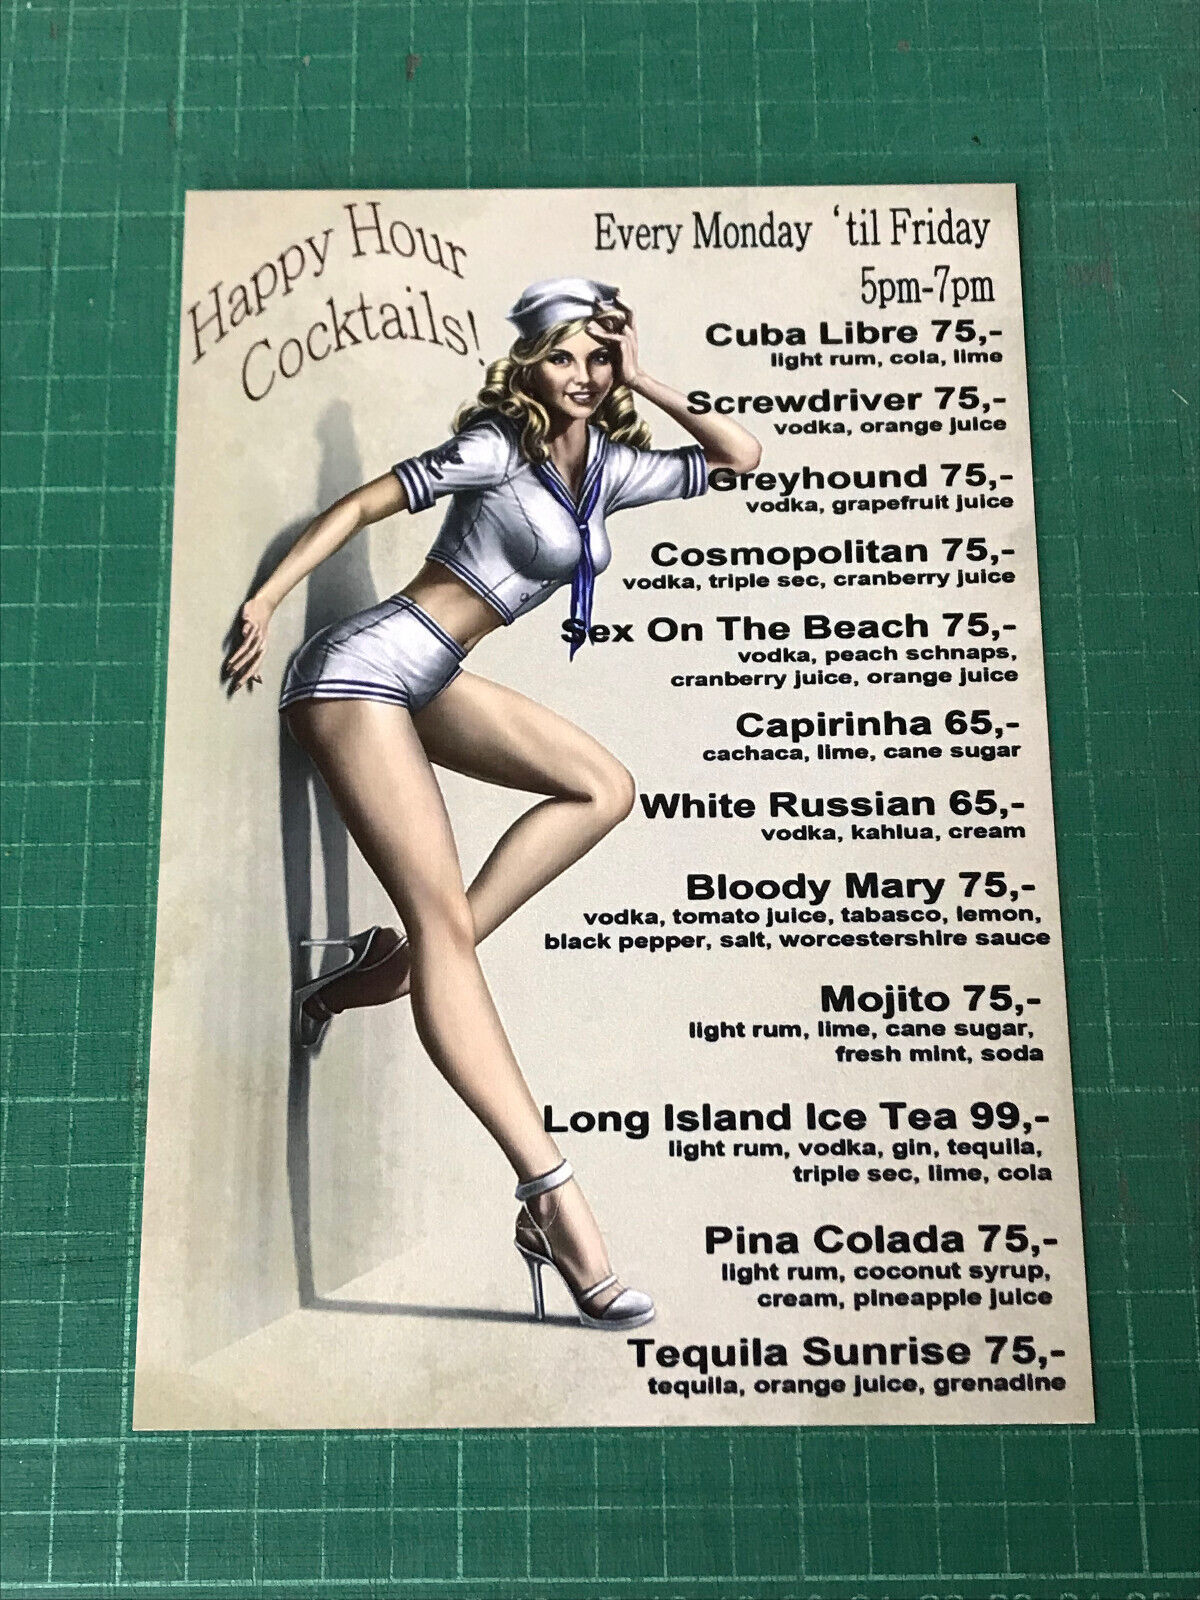 Happy Hour
Cocktails!
Every Monday 'til Friday
5pm-7pm
Cuba Libre 75,-
light rum, cola, lime
Screwdriver 75,-
vodka, orange juice
Greyhound 75,-
vodka, grapefruit juice
Cosmopolitan 75,-
vodka, triple sec, cranberry juice
Sex On The Beach 75,-
vodka, peach schnaps,
cranberry juice, orange juice
Capirinha 65,-
cachaca, lime, cane sugar
White Russian 65,-
vodka, kahlua, cream
Bloody Mary 75,-
vodka, tomato juice, tabasco, lemon,
black pepper, salt, worcestershire sauce
Mojito 75,-
light rum, lime, cane sugar,
fresh mint, soda
Long Island Ice Tea 99,-
light rum, vodka, gin, tequila,
triple sec, lime, cola
Pina Colada 75,-
light rum, coconut syrup,
cream, pineapple juice
Tequila Sunrise 75,-
tequila, orange juice, grenadine